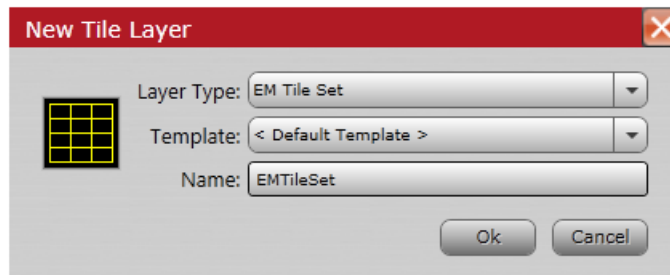 New Tile Layer
Layer Type: EM Tile Set
Template: < Default Template >
Name: EMTileSet
Ok Cancel